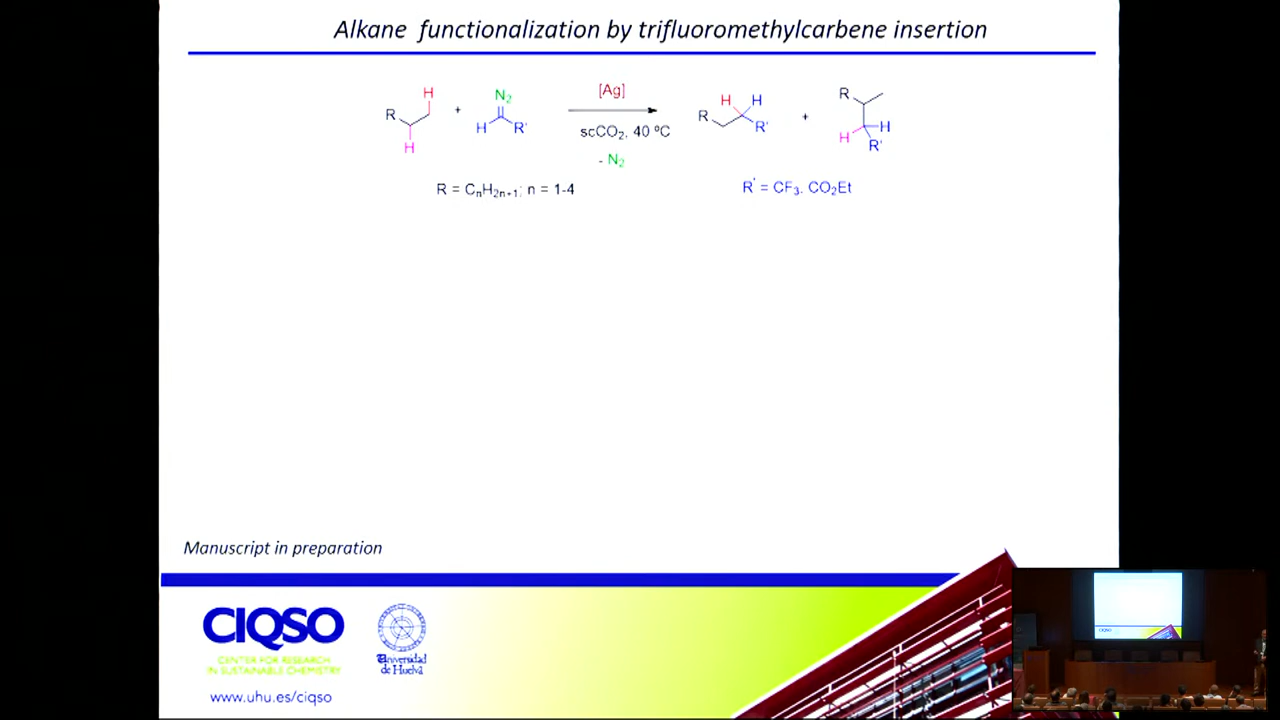 Alkane functionalization by trifluoromethylcarbene insertion
H
N₂
[Ag]
H H
R
R + → R + 
H R'
scCO₂, 40 ºC
R' H H
H
- N₂
R'
R = CₙH₂ₙ₊₁; n = 1-4
R' = CF₃, CO₂Et
Manuscript in preparation
CIQSO
CENTER FOR RESEARCH
IN SUSTAINABLE CHEMISTRY
Universidad
de Huelva
www.uhu.es/ciqso
CIQSO